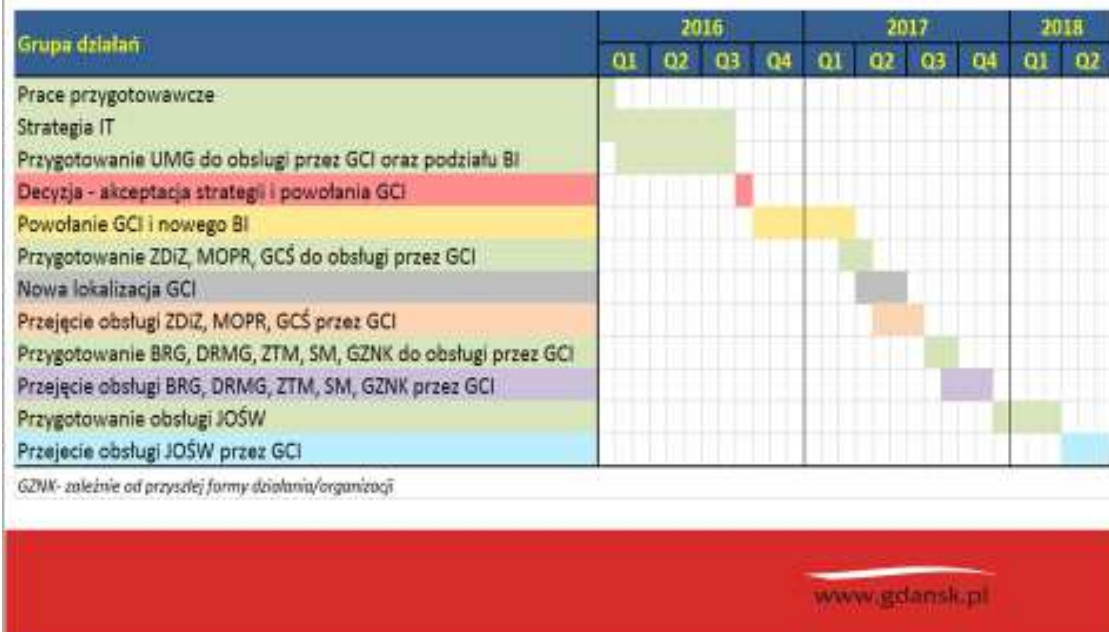 Grupa działań
2016 2017 2018
Q1 Q2 Q3 Q4 Q1 Q2 Q3 Q4 Q1 Q2
Prace przygotowawcze
Strategia IT
Przygotowanie UMG do obsługi przez GCI oraz podziału BI
Decyzja - akceptacja strategii i powołania GCI
Powołanie GCI i nowego BI
Przygotowanie ZDiZ, MOPR, GCŚ do obsługi przez GCI
Nowa lokalizacja GCI
Przejęcie obsługi ZDiZ, MOPR, GCŚ przez GCI
Przygotowanie BRG, DRMG, ZTM, SM, GZNK do obsługi przez GCI
Przejęcie obsługi BRG, DRMG, ZTM, SM, GZNK przez GCI
Przygotowanie obsługi JOŚW
Przejecie obsługi JOŚW przez GCI
GZNK- zależnie od przyszłej formy działania/organizacji
www.gdansk.pl